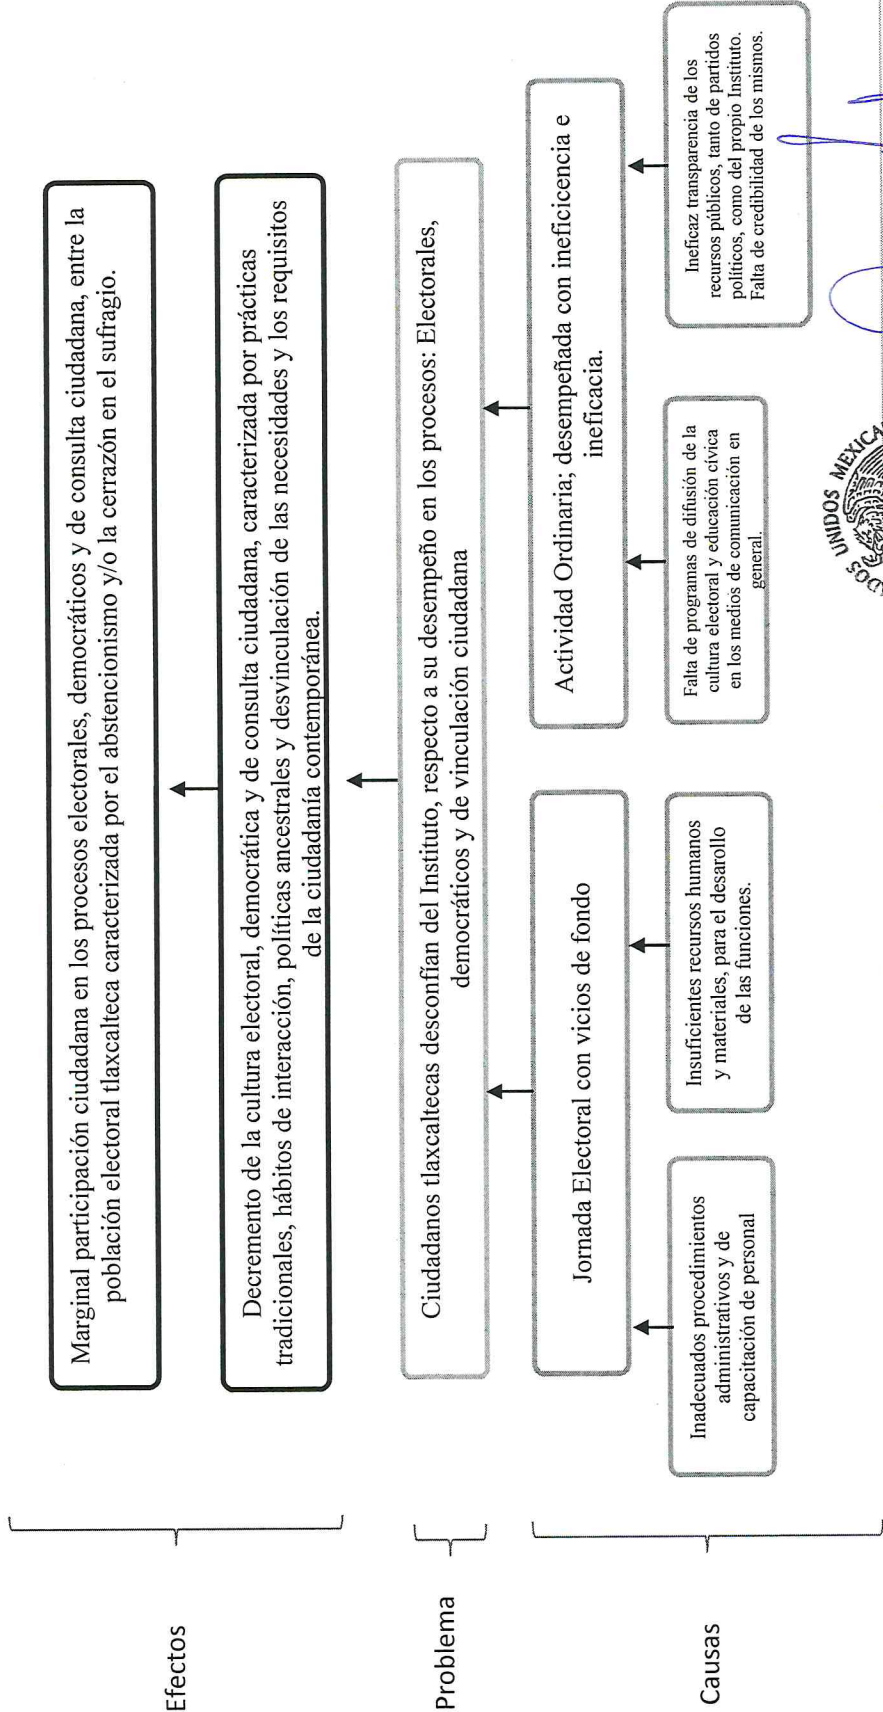 Efectos
Marginal participación ciudadana en los procesos electorales, democráticos y de consulta ciudadana, entre la
población electoral tlaxcalteca caracterizada por el abstencionismo y/o la cerrazón en el sufragio.
Decremento de la cultura electoral, democrática y de consulta ciudadana, caracterizada por prácticas
tradicionales, hábitos de interacción, políticas ancestrales y desvinculación de las necesidades y los requisitos
de la ciudadanía contemporánea.
Problema
Ciudadanos tlaxcaltecas desconfían del Instituto, respecto a su desempeño en los procesos: Electorales,
democráticos y de vinculación ciudadana
Causas
Jornada Electoral con vicios de fondo
Actividad Ordinaria; desempeñada con ineficicencia e
ineficacia.
Inadecuados procedimientos
administrativos y de
capacitación de personal
Insuficientes recursos humanos
y materiales, para el desarollo
de las funciones.
Falta de programas de difusión de la
cultura electoral y educación cívica
en los medios de comunicación en
general.
Ineficaz transparencia de los
recursos públicos, tanto de partidos
políticos, como del propio Instituto.
Falta de credibilidad de los mismos.
UNIDOS